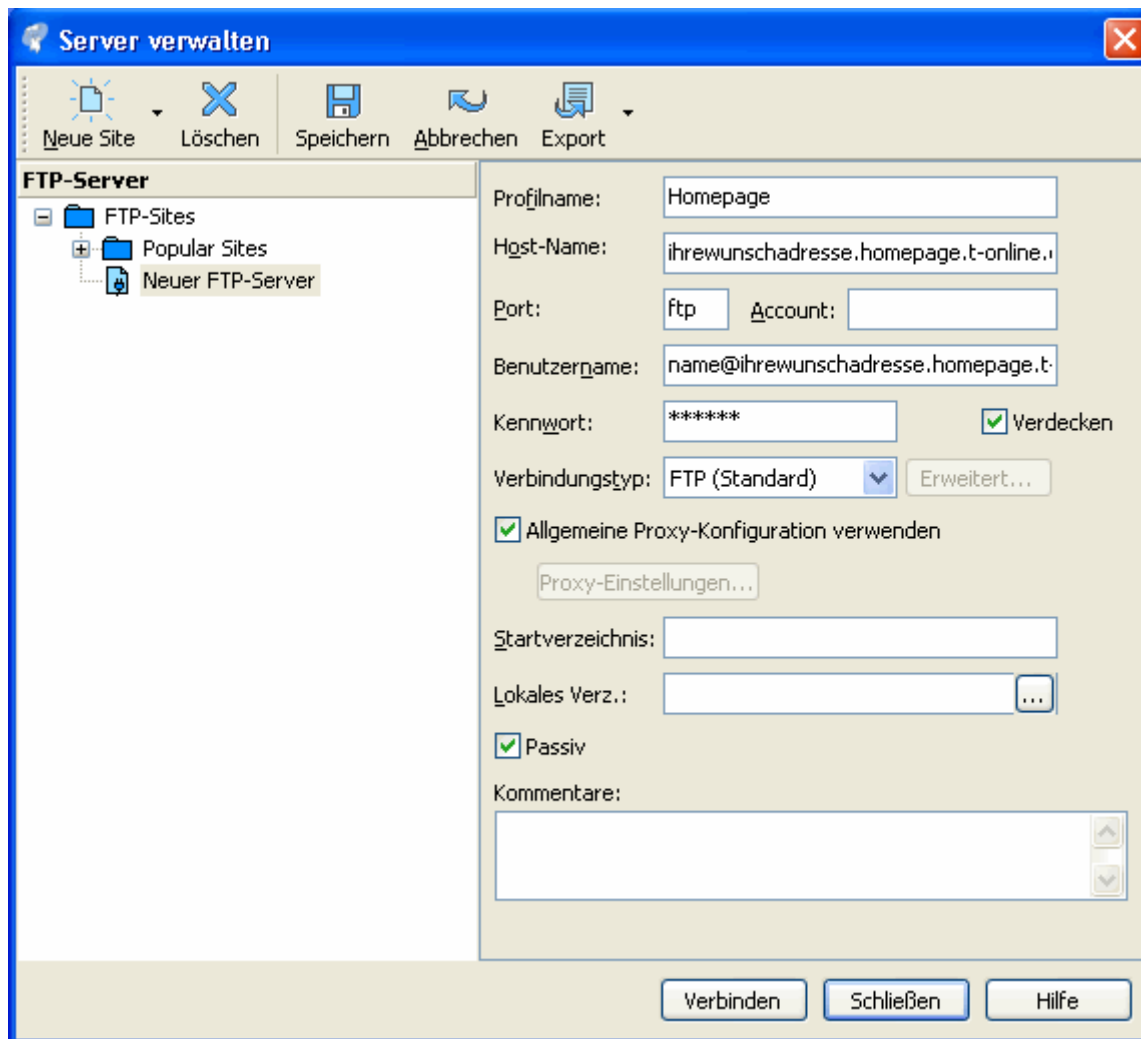 Server verwalten
Neue Site Löschen Speichern Abbrechen Export
FTP-Server
FTP-Sites
Popular Sites
Neuer FTP-Server
Profilname: Homepage
Host-Name: ihrewunschadresse.homepage.t-online.
Port: ftp Account:
Benutzername: name@ihrewunschadresse.homepage.t-
Kennwort: ****** Verdecken
Verbindungstyp: FTP (Standard) Erweitert...
Allgemeine Proxy-Konfiguration verwenden
Proxy-Einstellungen...
Startverzeichnis:
Lokales Verz.: ...
Passiv
Kommentare:
Verbinden Schließen Hilfe